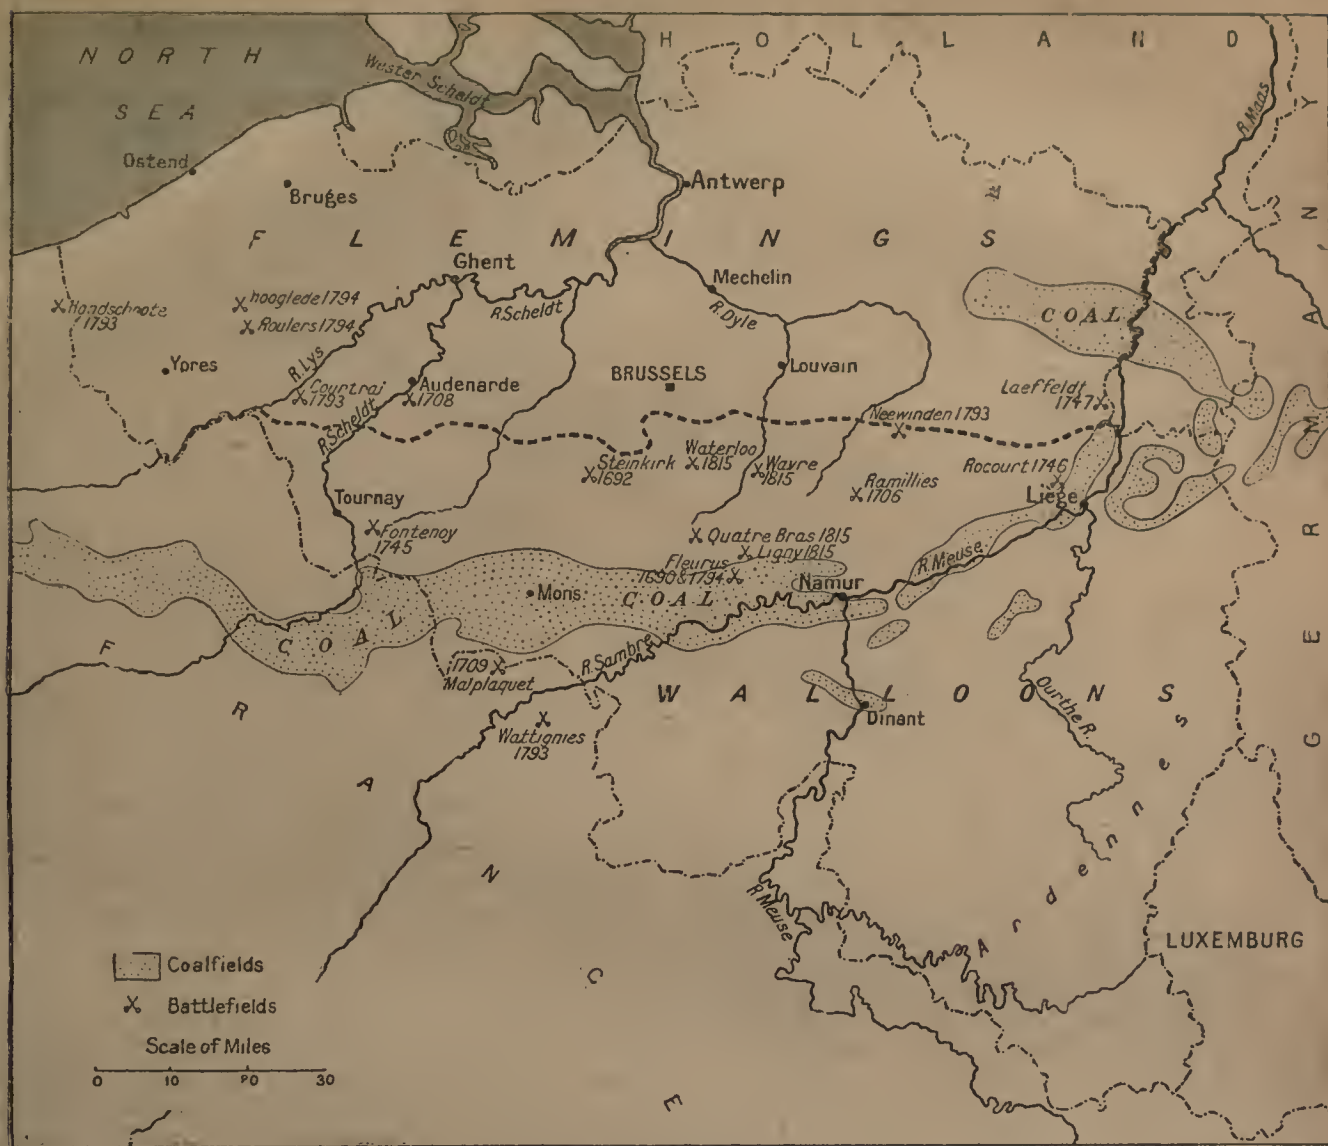 NORTH
SEA
HOLLAND
GERMANY
Wester Scheldt
R. Maas
Ostend
Bruges
Antwerp
FLEMINGS
Ghent
Mechelin
hooglede 1794
Roulers 1794
R. Scheldt
R. Dyle
COAL
Hondschoote
1793
Ypres
R. Lys
Courtrai
1793
Audenarde
1708
BRUSSELS
Louvain
Laeffeldt
1747
Neewinden 1793
R. Scheldt
Steinkirk
1692
Waterloo
1815
Wavre
1815
Ramillies
1706
Rocourt 1746
Liége
Tournay
Fontenoy
1745
Quatre Bras 1815
Ligny 1815
Fleurus
1690 & 1794
R. Meuse
Namur
Mons
COAL
COAL
FRANCE
R. Sambre
1709
Malplaquet
WALLOONS
Dinant
Ourthe R.
Wattignies
1793
Ardennes
R. Meuse
LUXEMBURG
Coalfields
Battlefields
Scale of Miles
0 10 20 30